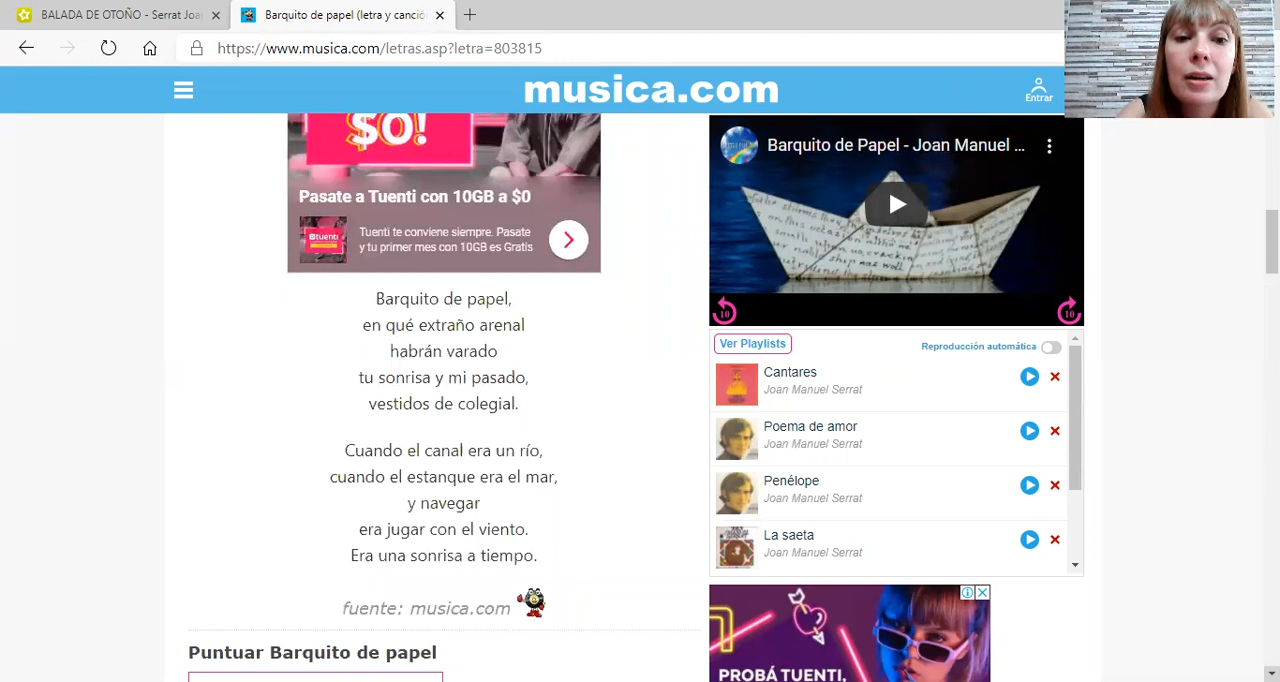 BALADA DE OTOÑO - Serrat Joa
Barquito de papel (letra y canció
https://www.musica.com/letras.asp?letra=803815
musica.com
Entrar
$0!
Pasate a Tuenti con 10GB a $0
tuenti
Tuenti te conviene siempre. Pasate
y tu primer mes con 10GB es Gratis
Barquito de papel,
en qué extraño arenal
habrán varado
tu sonrisa y mi pasado,
vestidos de colegial.
Cuando el canal era un río,
cuando el estanque era el mar,
y navegar
era jugar con el viento.
Era una sonrisa a tiempo.
fuente: musica.com
Puntuar Barquito de papel
Barquito de Papel - Joan Manuel ...
10
10
Ver Playlists
Reproducción automática
Cantares
Joan Manuel Serrat
Poema de amor
Joan Manuel Serrat
Penélope
Joan Manuel Serrat
La saeta
Joan Manuel Serrat
PROBÁ TUENTI,